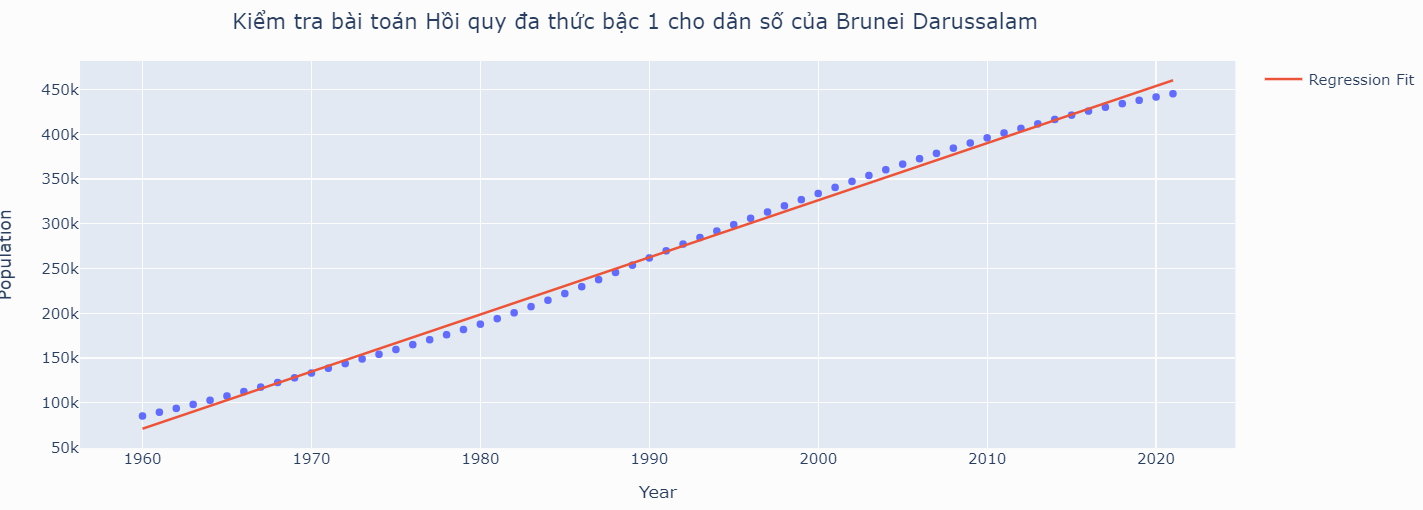 Kiểm tra bài toán Hồi quy đa thức bậc 1 cho dân số của Brunei Darussalam
Regression Fit
450k
400k
350k
300k
250k
200k
150k
100k
50k
Population
1960 1970 1980 1990 2000 2010 2020
Year